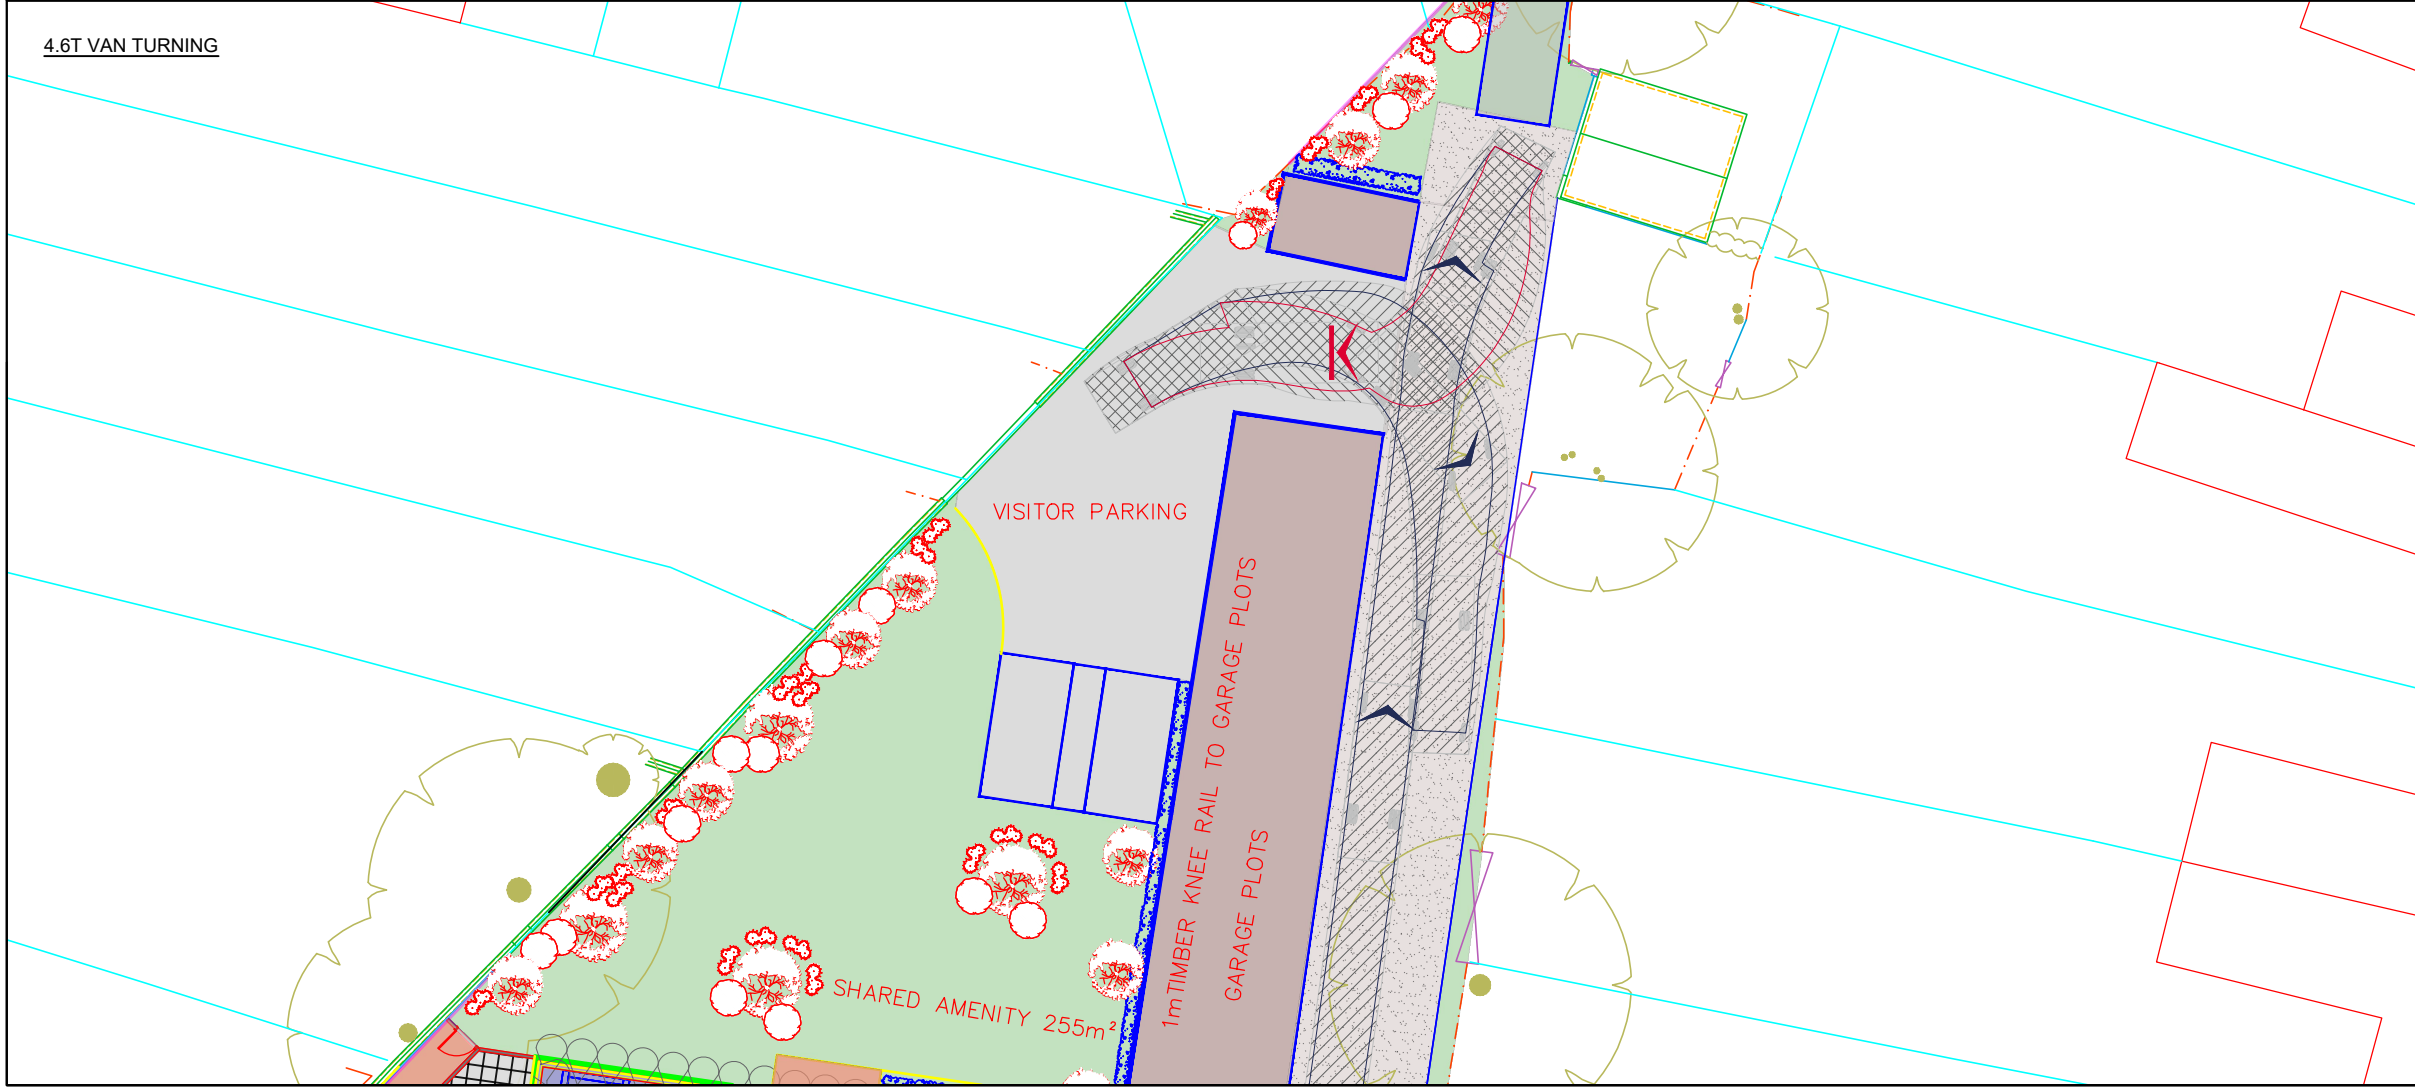 4.6T VAN TURNING
VISITOR PARKING
1m TIMBER KNEE RAIL TO GARAGE PLOTS
GARAGE PLOTS
SHARED AMENITY 255m²